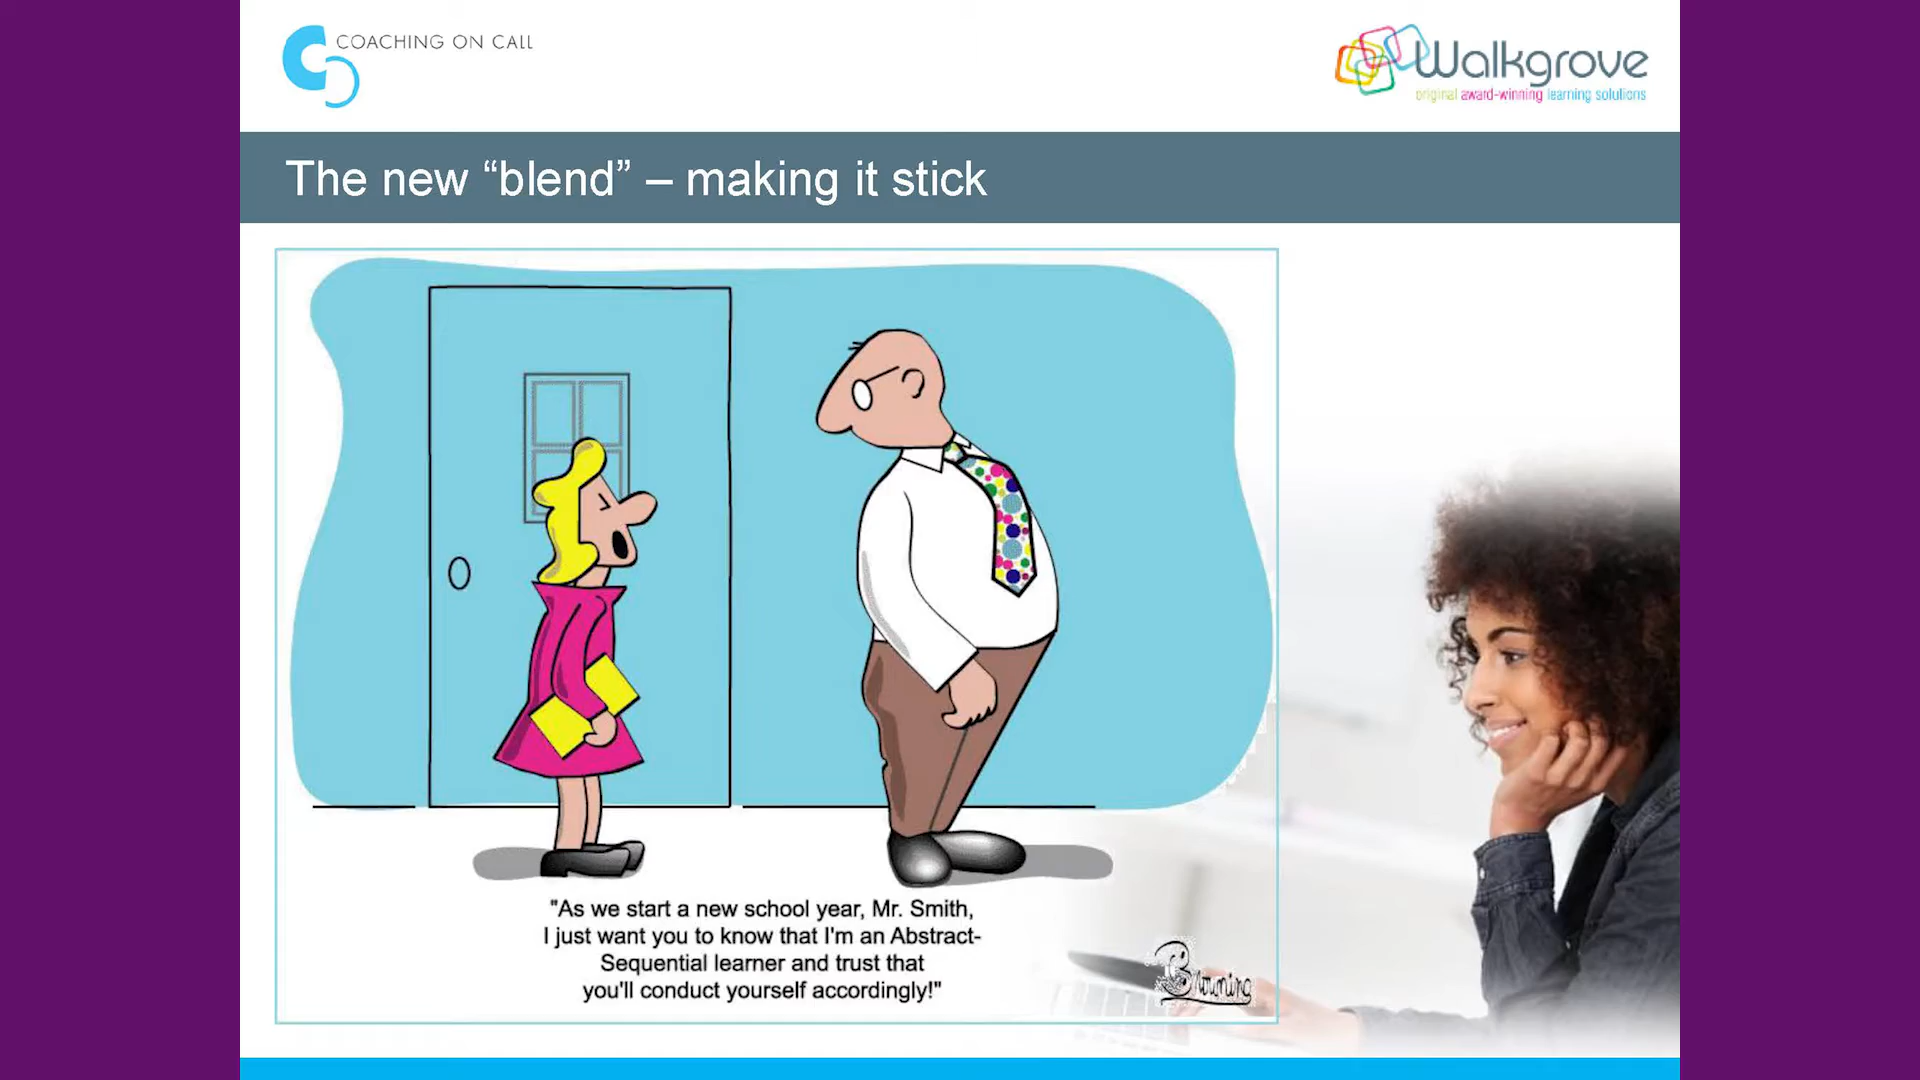 COACHING ON CALL
Walkgrove
original award-winning learning solutions
The new “blend” – making it stick
"As we start a new school year, Mr. Smith,
I just want you to know that I'm an Abstract-
Sequential learner and trust that
you'll conduct yourself accordingly!"
Browning